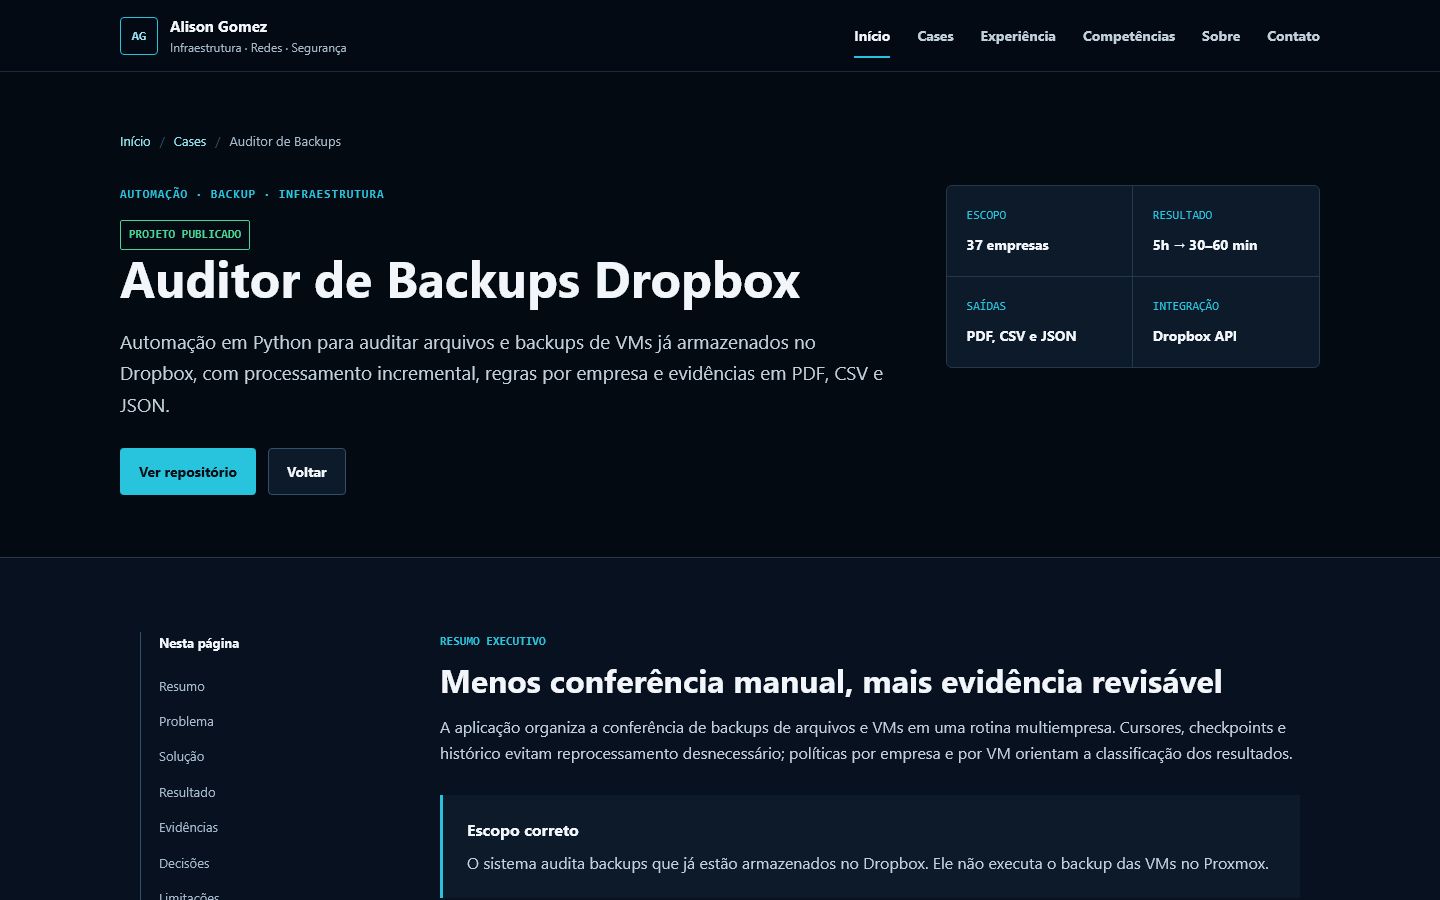 AG
Alison Gomez
Infraestrutura · Redes · Segurança
Início
Cases
Experiência
Competências
Sobre
Contato
Início / Cases / Auditor de Backups
AUTOMAÇÃO · BACKUP · INFRAESTRUTURA
PROJETO PUBLICADO
Auditor de Backups Dropbox
Automação em Python para auditar arquivos e backups de VMs já armazenados no
Dropbox, com processamento incremental, regras por empresa e evidências em PDF, CSV e
JSON.
Ver repositório
Voltar
ESCOPO
37 empresas
RESULTADO
5h → 30–60 min
SAÍDAS
PDF, CSV e JSON
INTEGRAÇÃO
Dropbox API
Nesta página
Resumo
Problema
Solução
Resultado
Evidências
Decisões
Limitações
RESUMO EXECUTIVO
Menos conferência manual, mais evidência revisável
A aplicação organiza a conferência de backups de arquivos e VMs em uma rotina multiempresa. Cursores, checkpoints e
histórico evitam reprocessamento desnecessário; políticas por empresa e por VM orientam a classificação dos resultados.
Escopo correto
O sistema audita backups que já estão armazenados no Dropbox. Ele não executa o backup das VMs no Proxmox.